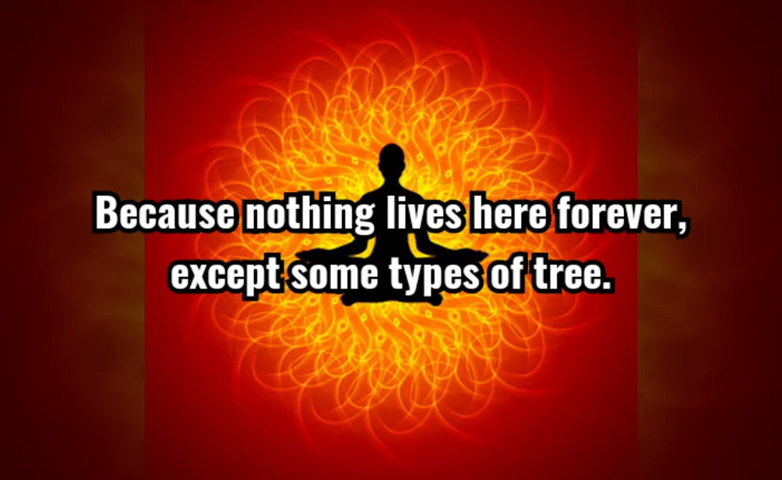 Because nothing lives here forever,
except some types of tree.